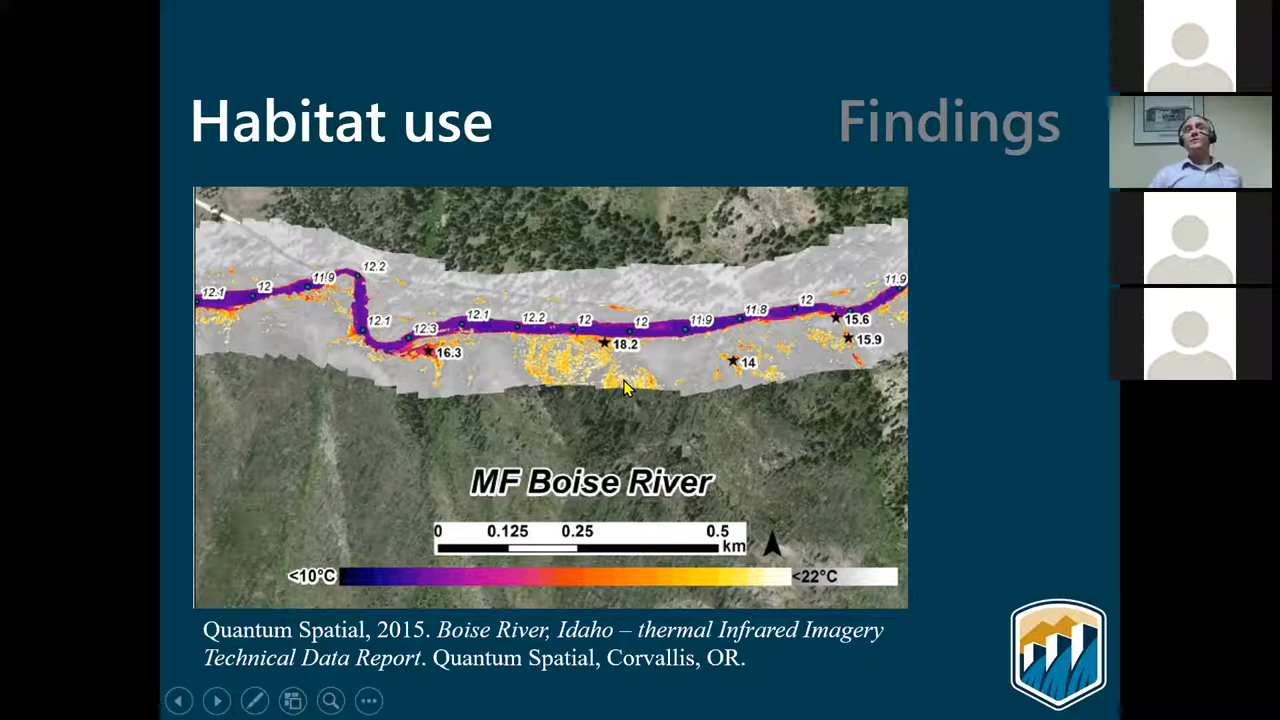 Habitat use
Findings
12.2
11.9
11.9
12
12.1
12
12.1
12.3
12.1
12.2
12
12
11.9
11.8
15.6
15.9
16.3
18.2
14
MF Boise River
0 0.125 0.25 0.5
km
<10°C
<22°C
Quantum Spatial, 2015. Boise River, Idaho – thermal Infrared Imagery
Technical Data Report. Quantum Spatial, Corvallis, OR.